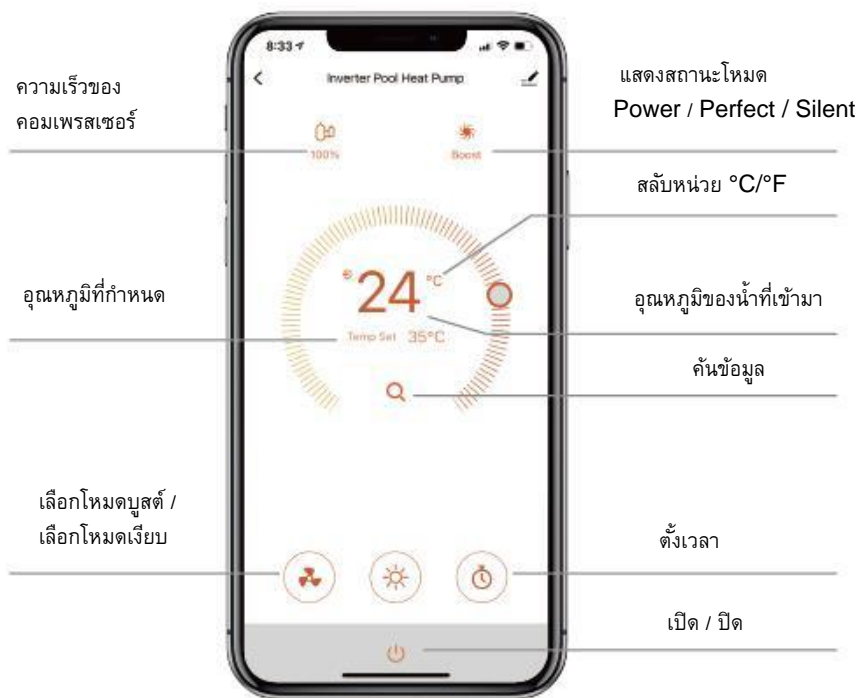 8:33
Inverter Pool Heat Pump
ความเร็วของ
คอมเพรสเซอร์
แสดงสถานะโหมด
Power / Perfect / Silent
100%
Boost
สลับหน่วย °C/°F
24 °C
อุณหภูมิที่กำหนด
อุณหภูมิของน้ำที่เข้ามา
Temp Set 35°C
ค้นข้อมูล
เลือกโหมดบูสต์ /
เลือกโหมดเงียบ
ตั้งเวลา
เปิด / ปิด